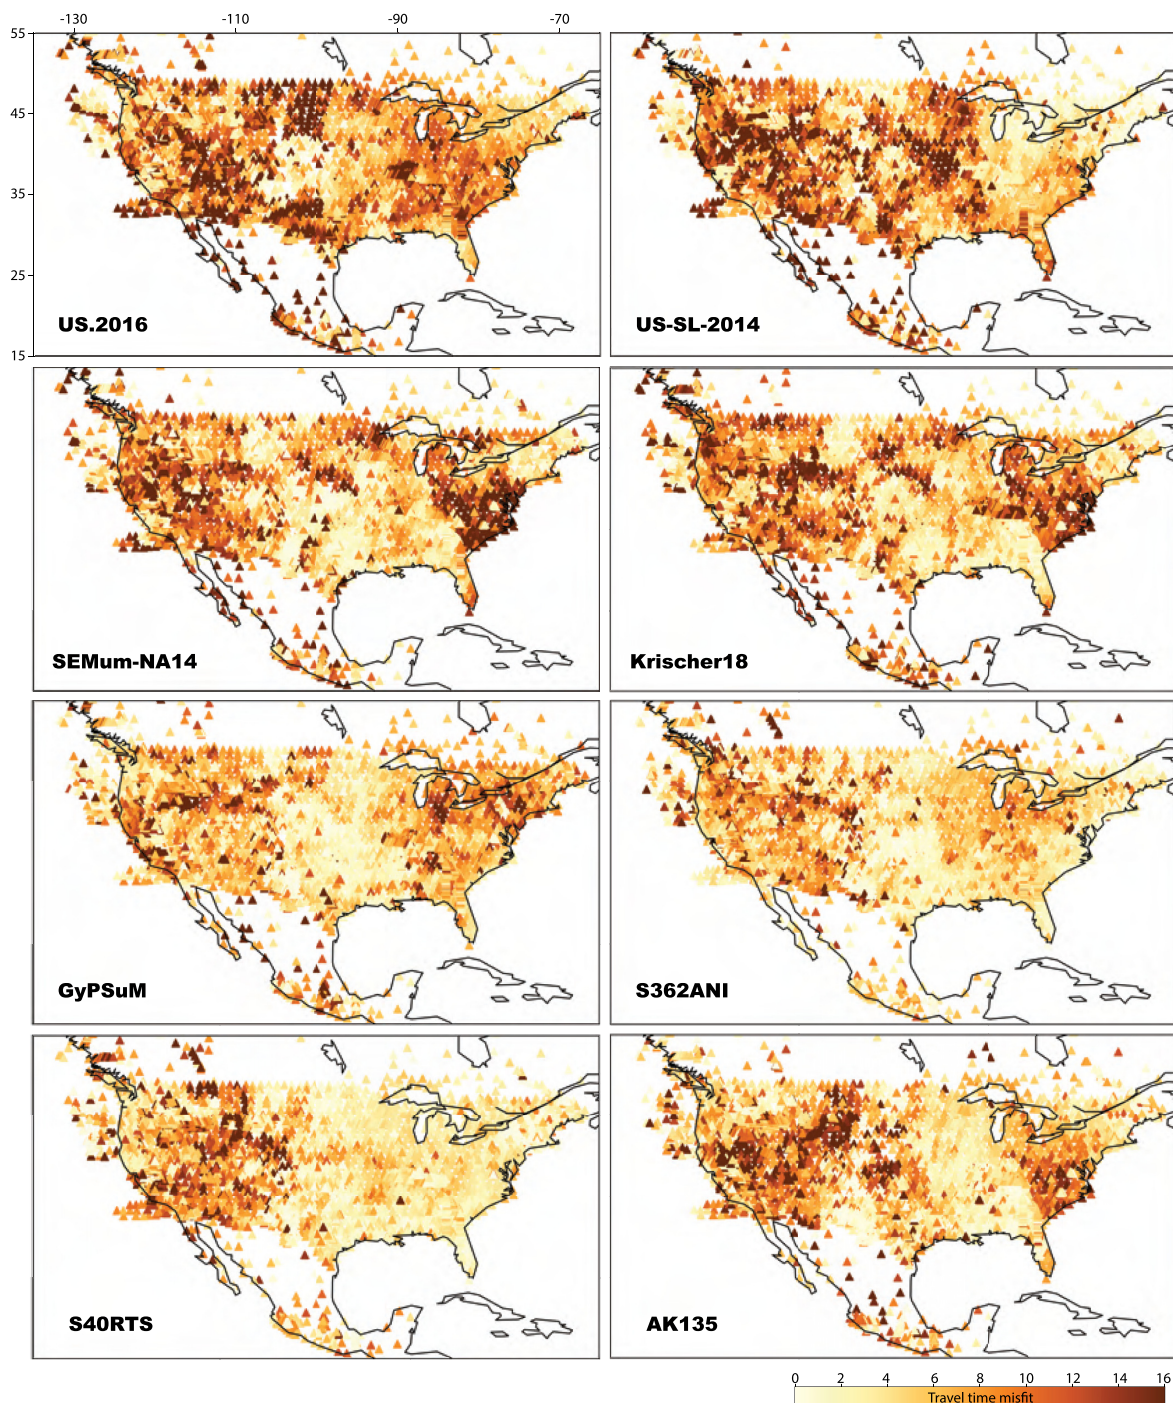 -130 -110 -90 -70
55
45
35
25
15
US.2016
US-SL-2014
SEMum-NA14
Krischer18
GyPSuM
S362ANI
S40RTS
AK135
0 2 4 6 8 10 12 14 16
Travel time misfit